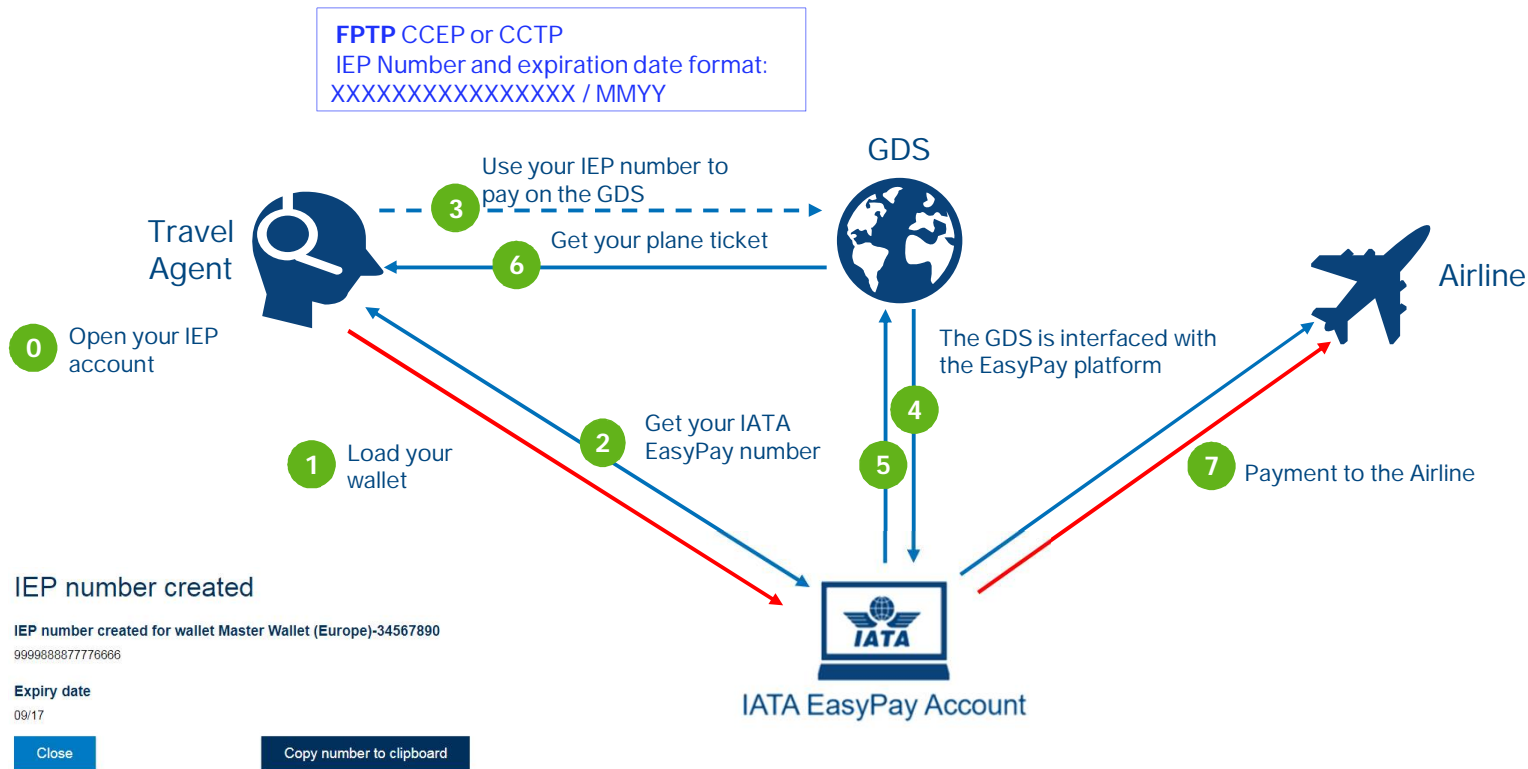 FPTP CCEP or CCTP
IEP Number and expiration date format:
XXXXXXXXXXXXXXXX / MMYY
GDS
Use your IEP number to
pay on the GDS
3
Travel
Agent
Get your plane ticket
6
Airline
0
Open your IEP
account
The GDS is interfaced with
the EasyPay platform
4
Get your IATA
EasyPay number
2
1
Load your
wallet
5
7
Payment to the Airline
IATA
IATA EasyPay Account
IEP number created
IEP number created for wallet Master Wallet (Europe)-34567890
9999888877776666
Expiry date
09/17
Close
Copy number to clipboard